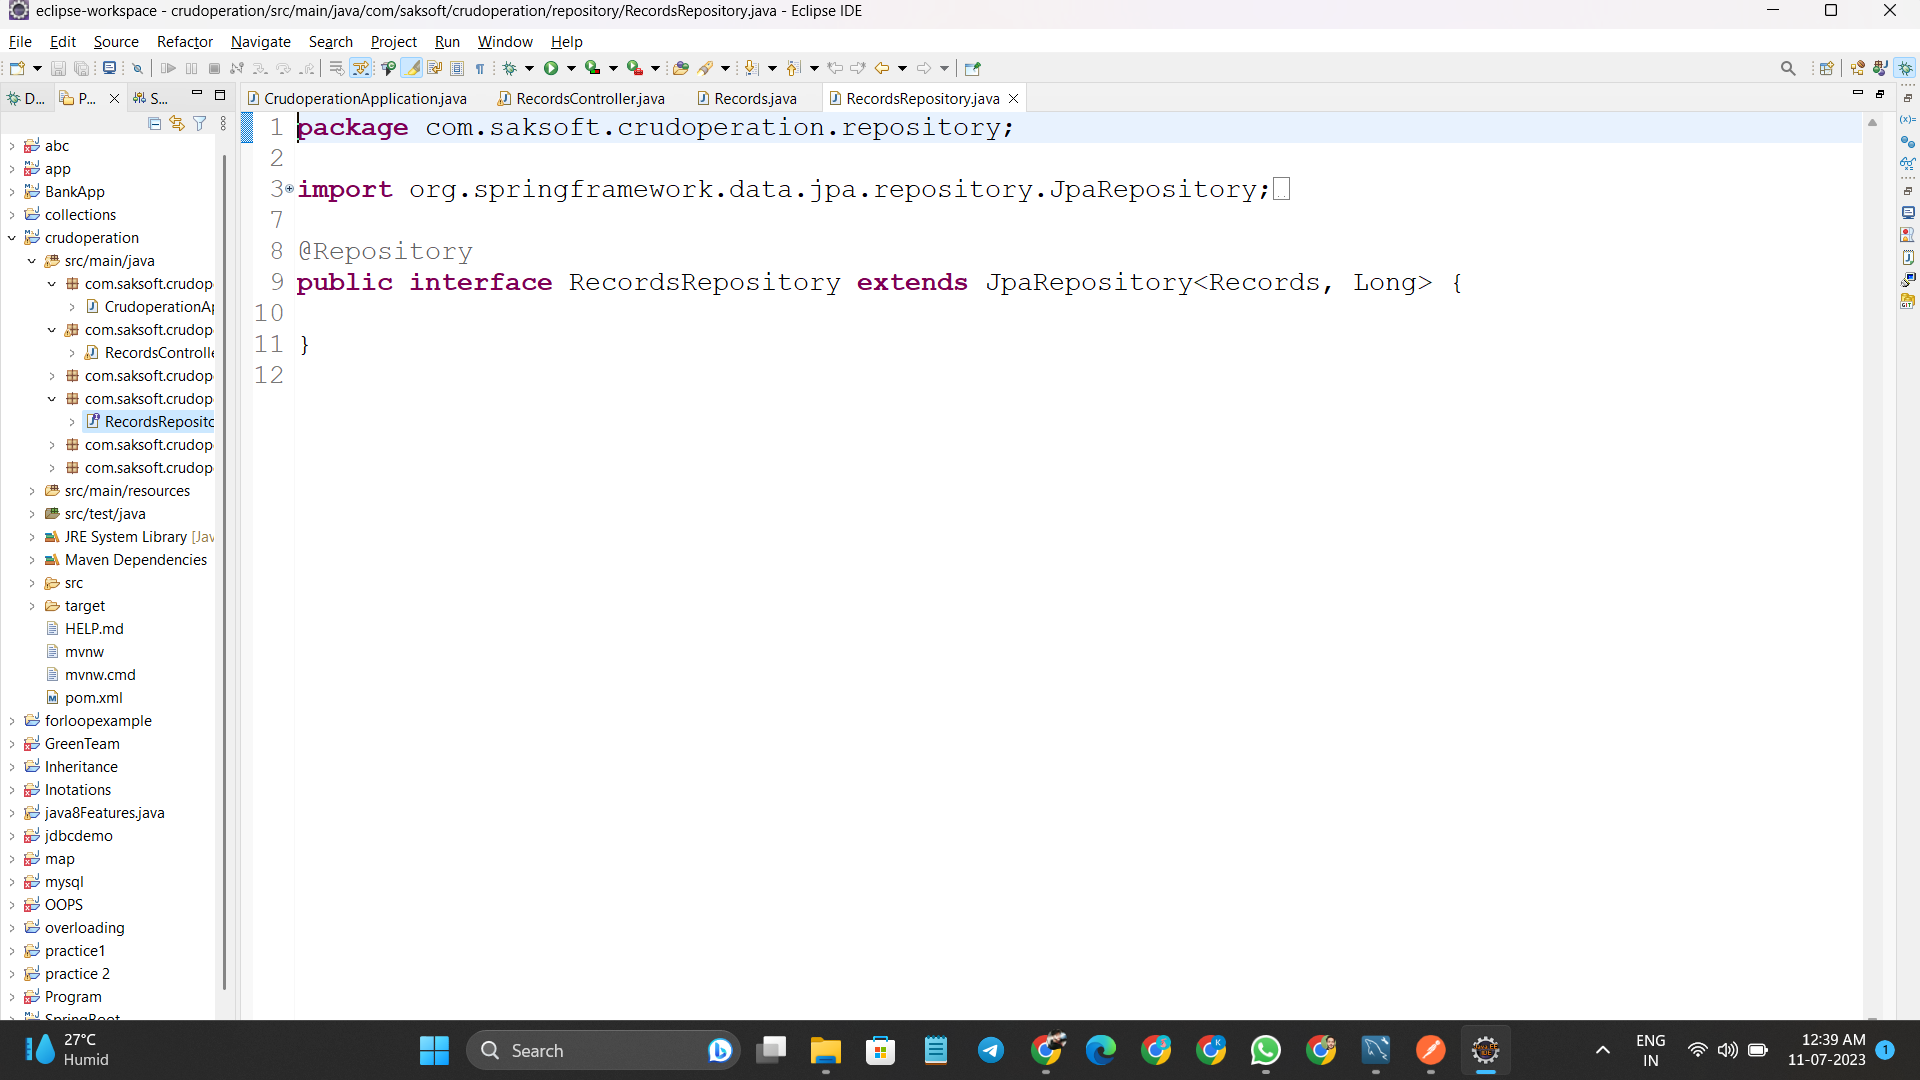 eclipse-workspace - crudoperation/src/main/java/com/saksoft/crudoperation/repository/RecordsRepository.java - Eclipse IDE
File Edit Source Refactor Navigate Search Project Run Window Help
D... P... S...
CrudoperationApplication.java RecordsController.java Records.java RecordsRepository.java
abc
app
BankApp
collections
crudoperation
src/main/java
com.saksoft.crudop
CrudoperationAp
com.saksoft.crudop
RecordsControlle
com.saksoft.crudop
com.saksoft.crudop
RecordsReposito
com.saksoft.crudop
com.saksoft.crudop
src/main/resources
src/test/java
JRE System Library [Jav
Maven Dependencies
src
target
HELP.md
mvnw
mvnw.cmd
pom.xml
forloopexample
GreenTeam
Inheritance
Inotations
java8Features.java
jdbcdemo
map
mysql
OOPS
overloading
practice1
practice 2
Program
SpringBoot
1 package com.saksoft.crudoperation.repository;
2
3 import org.springframework.data.jpa.repository.JpaRepository;
7
8 @Repository
9 public interface RecordsRepository extends JpaRepository<Records, Long> {
10
11 }
12
27°C
Humid
Search
ENG
IN
12:39 AM
11-07-2023
1